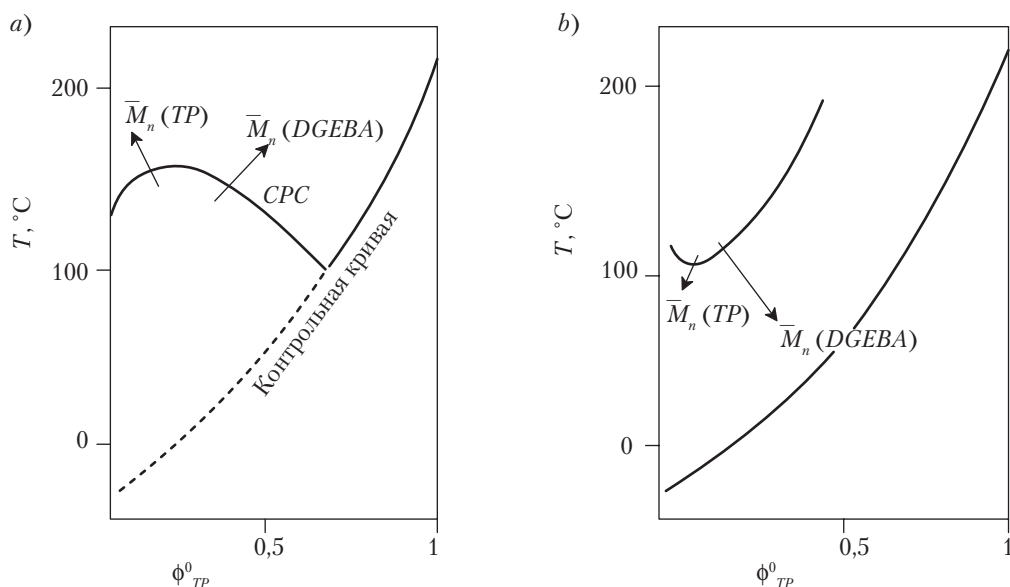 a)
200
100
0
T, °C
M̅n (TP)
M̅n (DGEBA)
CPC
Контрольная кривая
0,5
1
ϕ⁰TP
b)
200
100
0
T, °C
M̅n (TP)
M̅n (DGEBA)
0,5
1
ϕ⁰TP